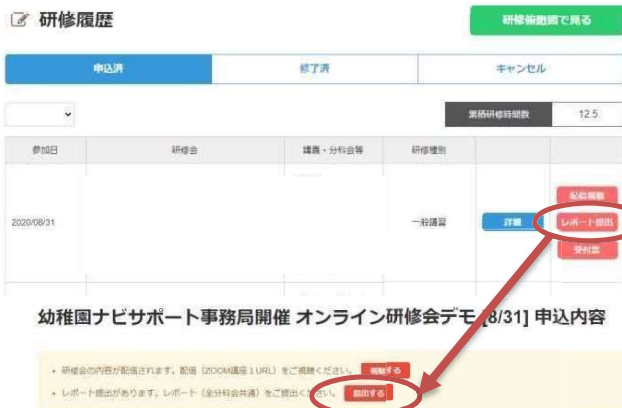 研修履歴
研修俯瞰図で見る
申込済 修了済 キャンセル
累積研修時間数 12.5
参加日 研修会 講義・分科会等 研修種別
配信視聴
2020/08/31 一般講習 詳細 レポート提出
受付票
幼稚園ナビサポート事務局開催 オンライン研修会デモ [8/31] 申込内容
・ 研修会の内容が配信されます。配信（ZOOM講座１URL）をご視聴ください。 視聴する
・ レポート提出があります。レポート（全分科会共通）をご提出ください。 提出する